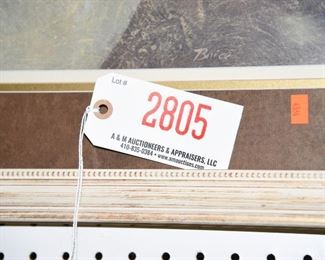 Lot #
2805
A & M AUCTIONEERS & APPRAISERS, LLC
410-835-0384 • www.amauctions.com